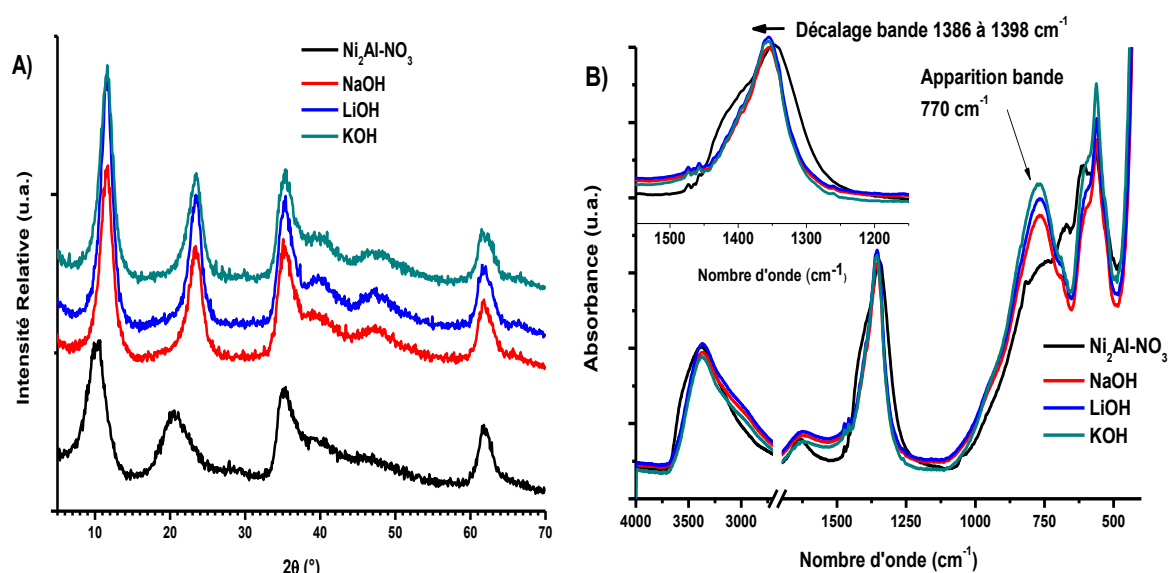 A)
Ni2Al-NO3
NaOH
LiOH
KOH
Intensité Relative (u.a.)
10 20 30 40 50 60 70
2θ (°)
B)
Décalage bande 1386 à 1398 cm-1
Apparition bande
770 cm-1
1500 1400 1300 1200
Nombre d'onde (cm-1)
Absorbance (u.a.)
Ni2Al-NO3
NaOH
LiOH
KOH
4000 3500 3000 1500 1250 1000 750 500
Nombre d'onde (cm-1)